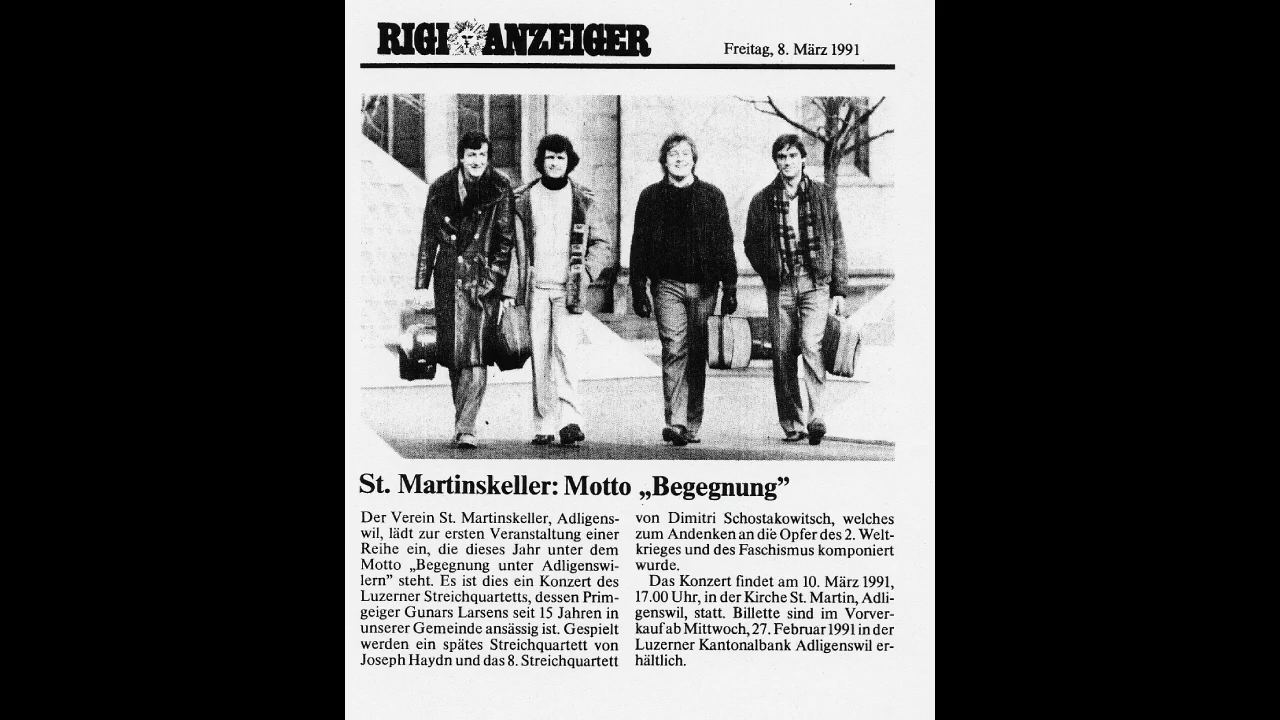 RIGI ANZEIGER
Freitag, 8. März 1991
St. Martinskeller: Motto „Begegnung”
Der Verein St. Martinskeller, Adligens-
wil, lädt zur ersten Veranstaltung einer
Reihe ein, die dieses Jahr unter dem
Motto „Begegnung unter Adligenswi-
lern” steht. Es ist dies ein Konzert des
Luzerner Streichquartetts, dessen Prim-
geiger Gunars Larsens seit 15 Jahren in
unserer Gemeinde ansässig ist. Gespielt
werden ein spätes Streichquartett von
Joseph Haydn und das 8. Streichquartett
von Dimitri Schostakowitsch, welches
zum Andenken an die Opfer des 2. Welt-
krieges und des Faschismus komponiert
wurde.
Das Konzert findet am 10. März 1991,
17.00 Uhr, in der Kirche St. Martin, Adli-
genswil, statt. Billette sind im Vorver-
kauf ab Mittwoch, 27. Februar 1991 in der
Luzerner Kantonalbank Adligenswil er-
hältlich.